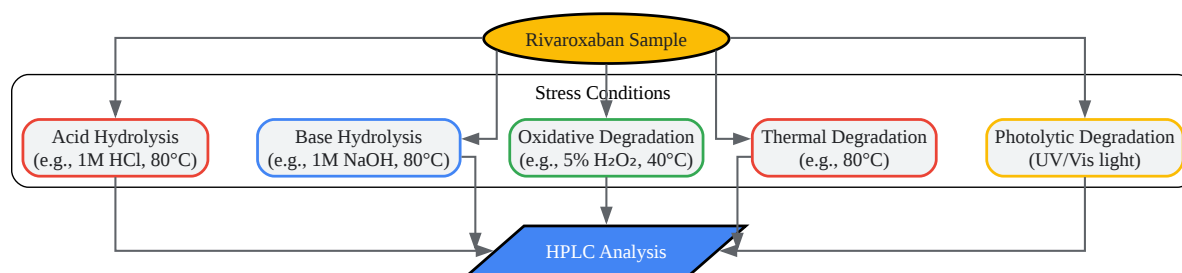 Rivaroxaban Sample
Stress Conditions
Acid Hydrolysis
(e.g., 1M HCl, 80°C)
Base Hydrolysis
(e.g., 1M NaOH, 80°C)
Oxidative Degradation
(e.g., 5% H₂O₂, 40°C)
Thermal Degradation
(e.g., 80°C)
Photolytic Degradation
(UV/Vis light)
HPLC Analysis